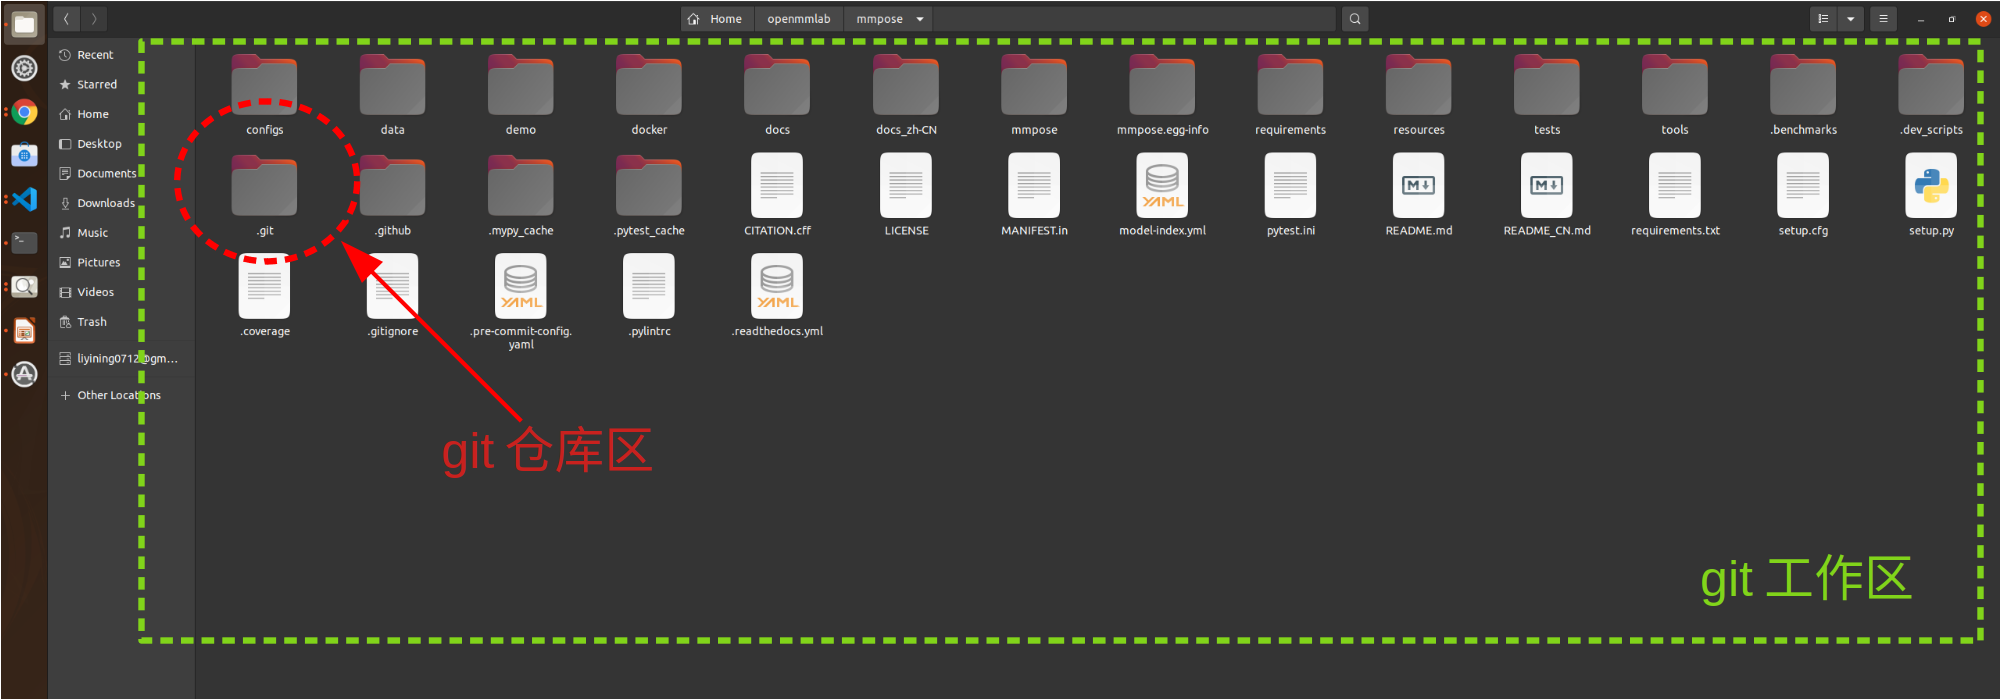 Home openmmlab mmpose
Recent
Starred
Home
Desktop
Documents
Downloads
Music
Pictures
Videos
Trash
liyining0712@gm...
Other Locations
configs data demo docker docs docs_zh-CN mmpose mmpose.egg-info requirements resources tests tools .benchmarks .dev_scripts
.git .github .mypy_cache .pytest_cache CITATION.cff LICENSE MANIFEST.in model-index.yml pytest.ini README.md README_CN.md requirements.txt setup.cfg setup.py
.coverage .gitignore .pre-commit-config.
yaml .pylintrc .readthedocs.yml
YAML
M
M
YAML
YAML
git 仓库区
git 工作区